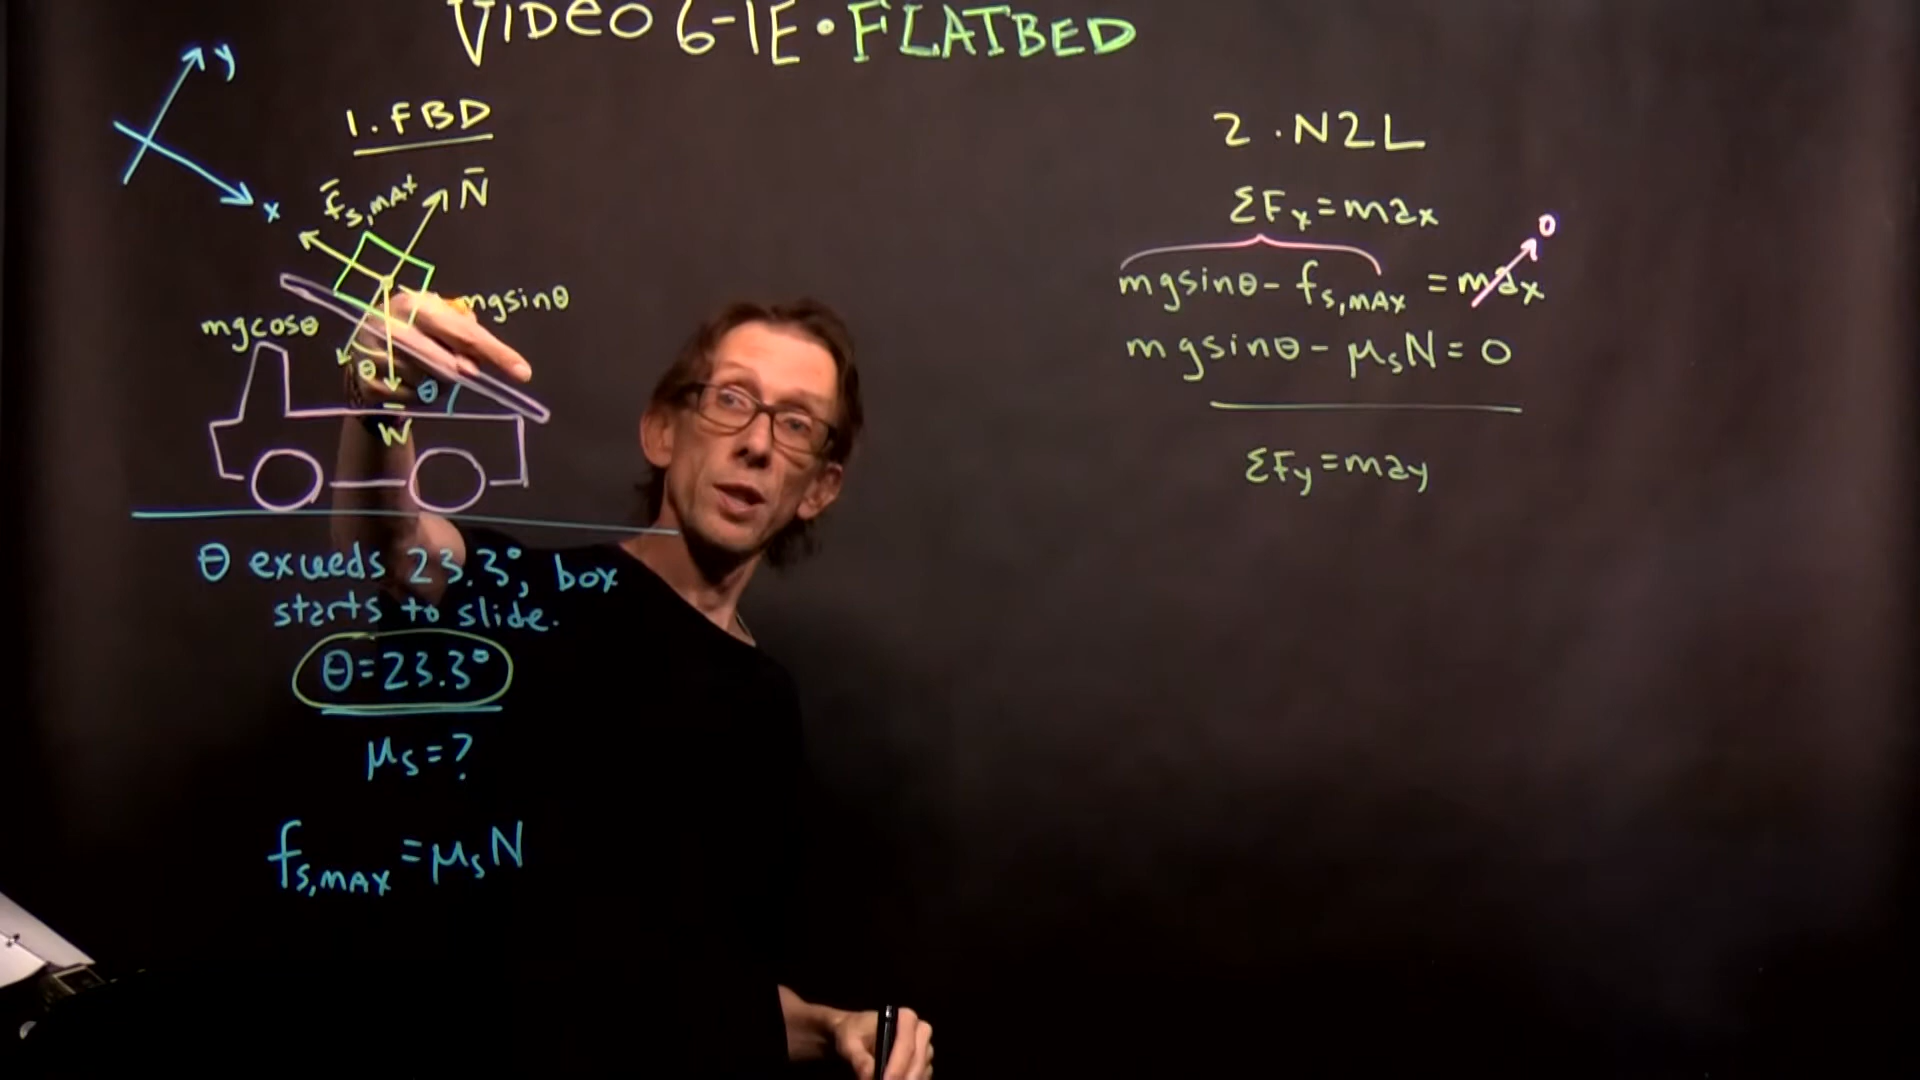 VIDEO 6-1E • FLATBED
y
x
1. FBD
f̄s,max
N̄
mgsinθ
mgcosθ
θ
θ
W̄
θ exceeds 23.3°, box
starts to slide.
θ=23.3°
μs=?
fs,MAX=μsN
2. N2L
ΣFx=max
mgsinθ- fs,MAX = max 0
mgsinθ- μsN=0
ΣFy=may